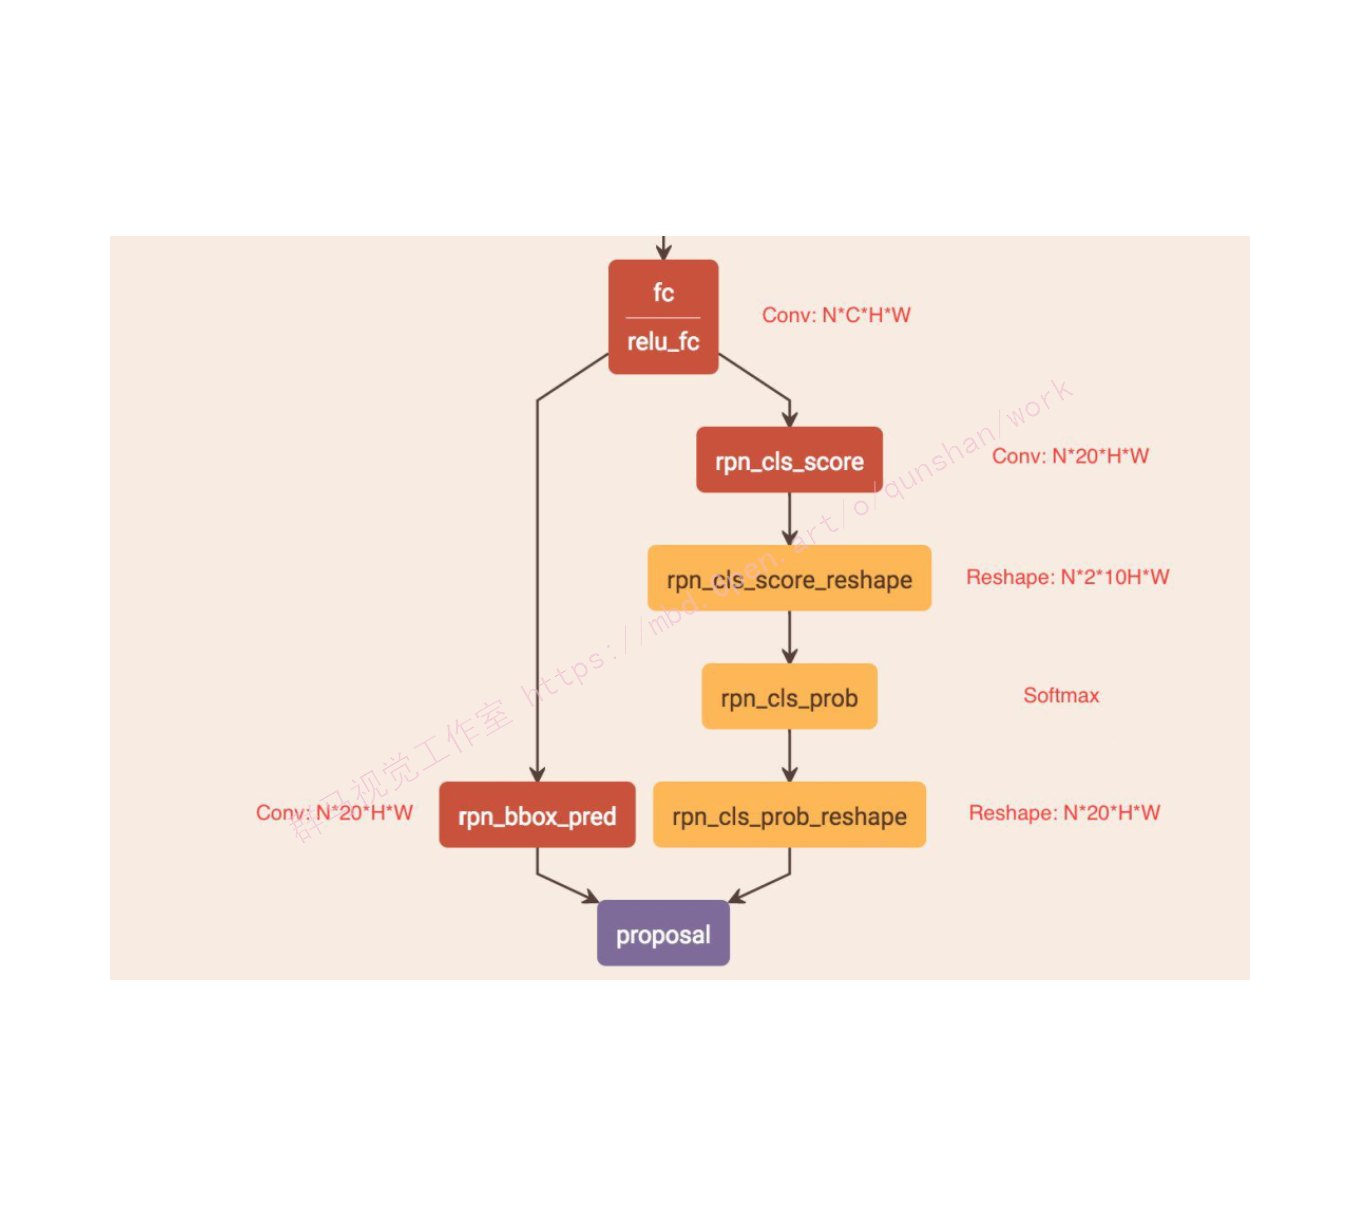 fc
relu_fc
Conv: N*C*H*W
rpn_cls_score
Conv: N*20*H*W
rpn_cls_score_reshape
Reshape: N*2*10H*W
rpn_cls_prob
Softmax
Conv: N*20*H*W
rpn_bbox_pred
rpn_cls_prob_reshape
Reshape: N*20*H*W
proposal
群马视觉工作室 https://mbd.open.art/o/qunshan/work